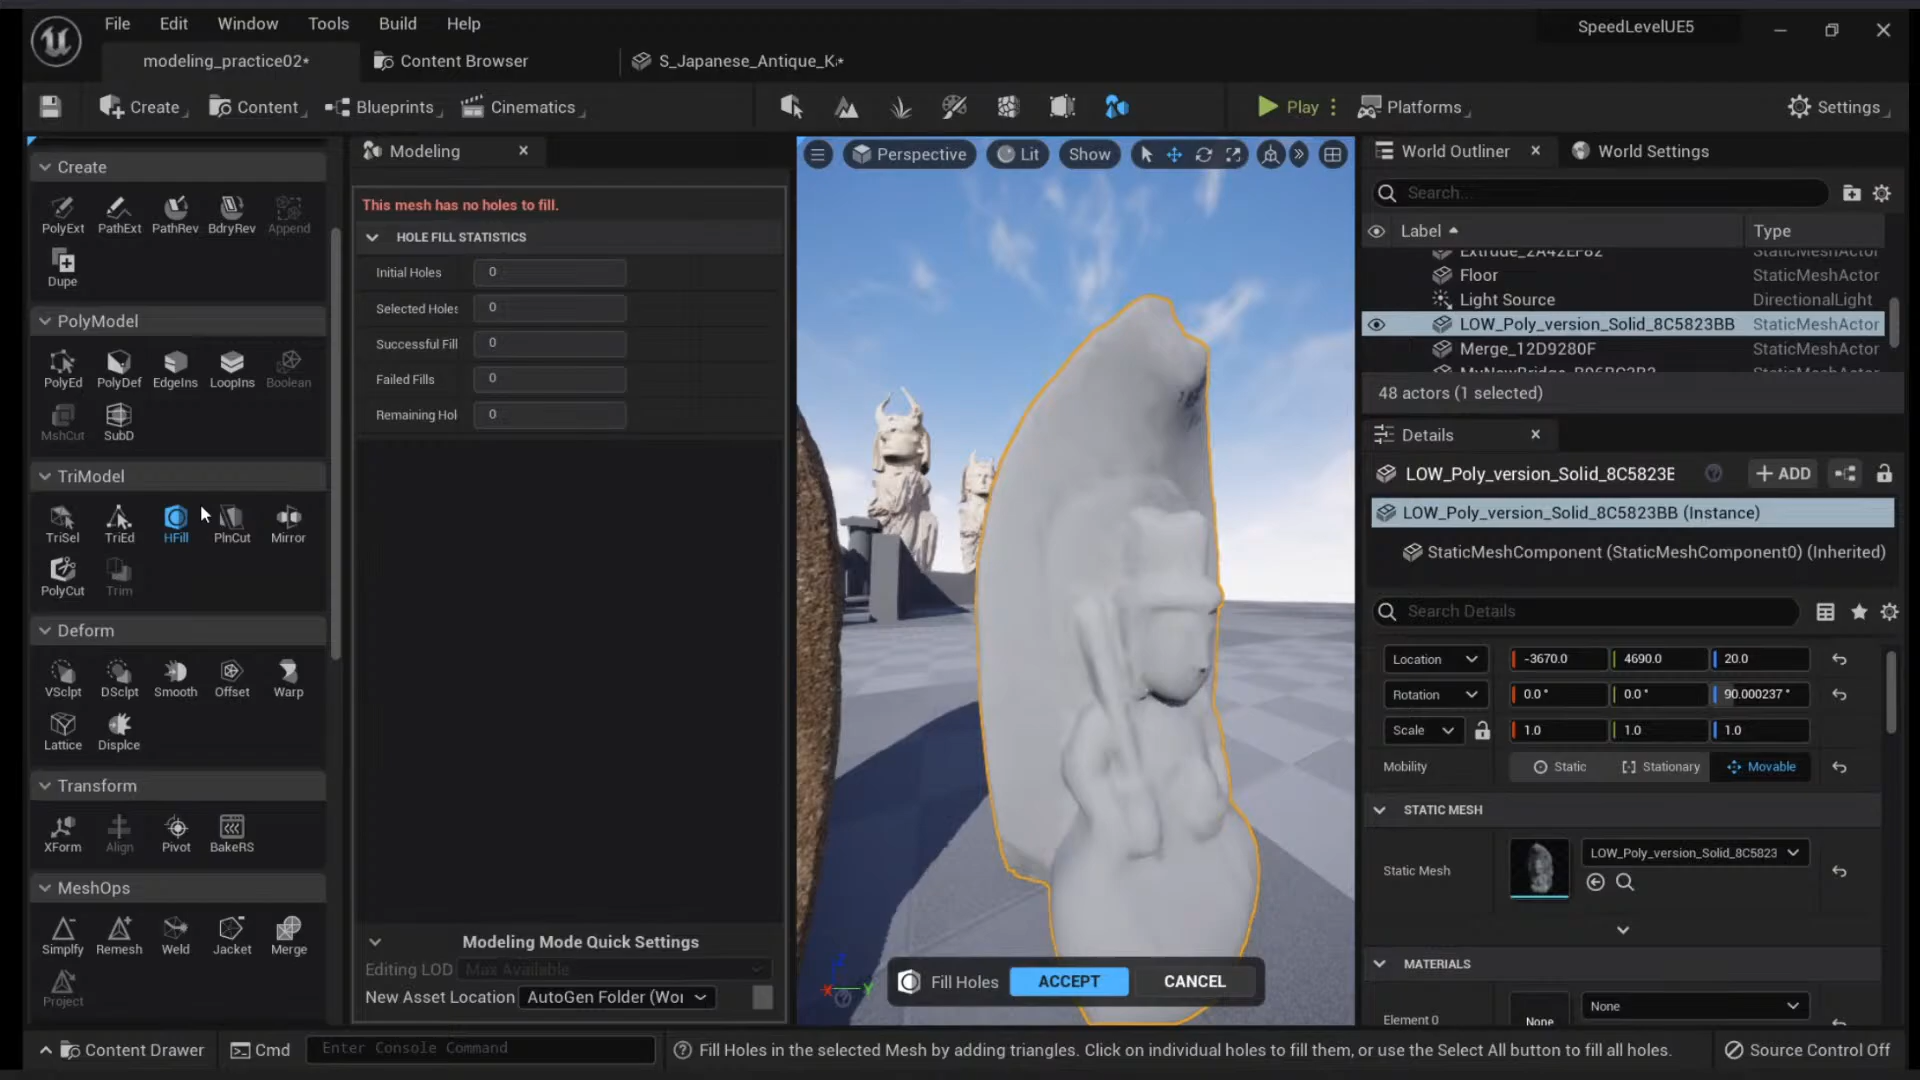 File Edit Window Tools Build Help
SpeedLevelUE5
modeling_practice02*
Content Browser
S_Japanese_Antique_K:*
Create
Content
Blueprints
Cinematics
Play
Platforms
Settings
Create
PolyExt PathExt PathRev BdryRev Append
Dupe
PolyModel
PolyEd PolyDef EdgeIns LoopIns Boolean
MshCut SubD
TriModel
TriSel TriEd HFill PlnCut Mirror
PolyCut Trim
Deform
VSclpt DSclpt Smooth Offset Warp
Lattice Displce
Transform
XForm Align Pivot BakeRS
MeshOps
Simplfy Remesh Weld Jacket Merge
Project
Modeling
This mesh has no holes to fill.
HOLE FILL STATISTICS
Initial Holes 0
Selected Holes 0
Successful Fill 0
Failed Fills 0
Remaining Hol 0
Modeling Mode Quick Settings
Editing LOD Max Available
New Asset Location AutoGen Folder (Wor
Perspective Lit Show
Fill Holes ACCEPT CANCEL
World Outliner
World Settings
Search...
Label Type
Extrude_2A42EF82 StaticMeshActor
Floor StaticMeshActor
Light Source DirectionalLight
LOW_Poly_version_Solid_8C5823BB StaticMeshActor
Merge_12D9280F StaticMeshActor
48 actors (1 selected)
Details
LOW_Poly_version_Solid_8C5823E
ADD
LOW_Poly_version_Solid_8C5823BB (Instance)
StaticMeshComponent (StaticMeshComponent0) (Inherited)
Search Details
Location -3670.0 4690.0 20.0
Rotation 0.0° 0.0° 90.000237°
Scale 1.0 1.0 1.0
Mobility Static Stationary Movable
STATIC MESH
Static Mesh LOW_Poly_version_Solid_8C5823
MATERIALS
Element 0 None None
Content Drawer
Cmd
Enter Console Command
Fill Holes in the selected Mesh by adding triangles. Click on individual holes to fill them, or use the Select All button to fill all holes.
Source Control Off